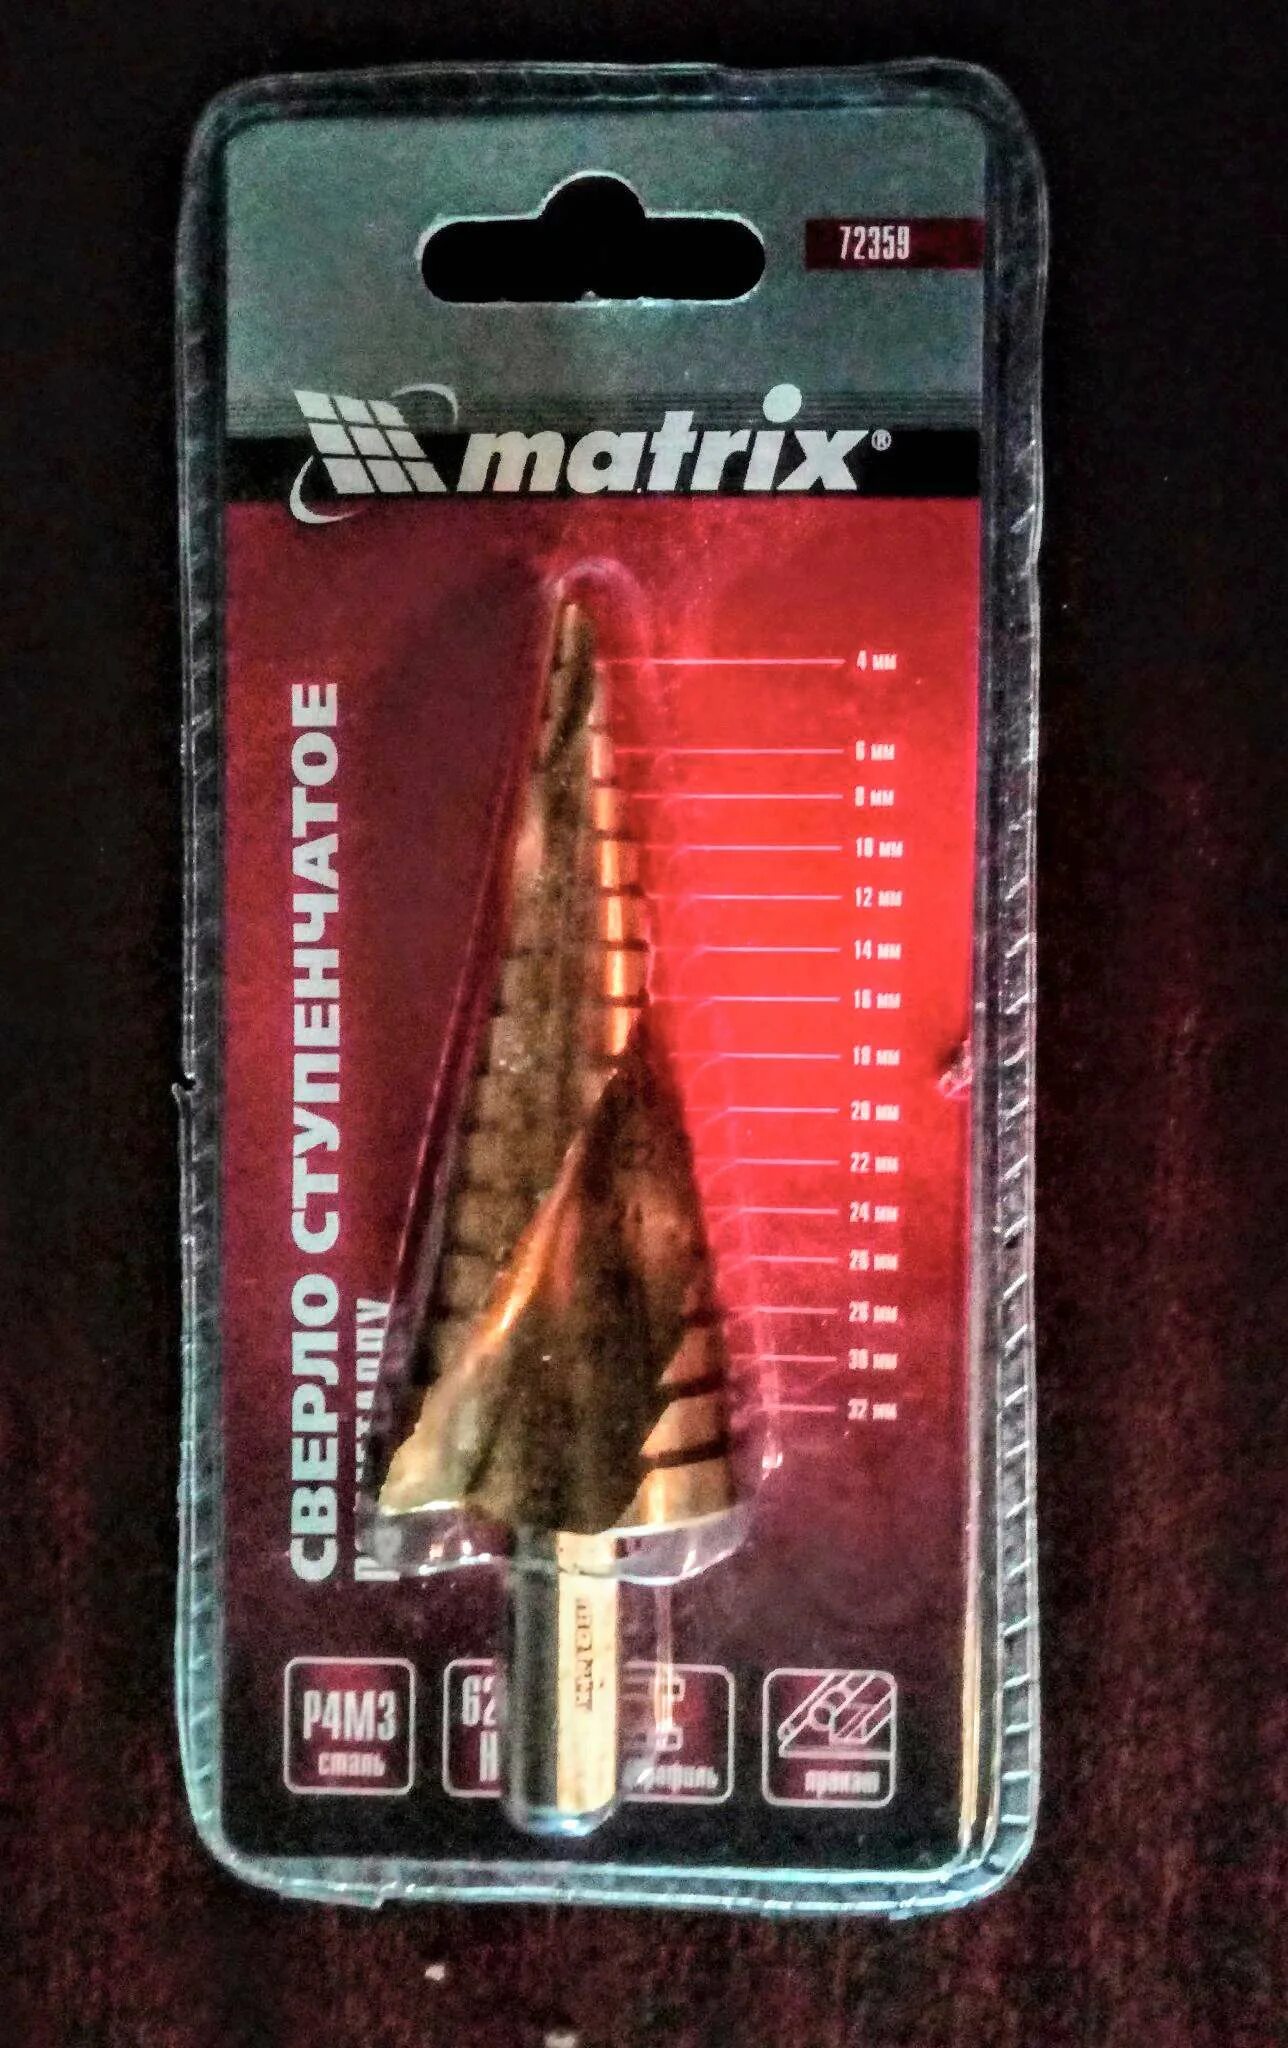 72359
matrix®
СВЕРЛО СТУПЕНЧАТОЕ
4 мм
6 мм
8 мм
10 мм
12 мм
14 мм
16 мм
18 мм
20 мм
22 мм
24 мм
26 мм
28 мм
30 мм
32 мм
Р4М3
сталь